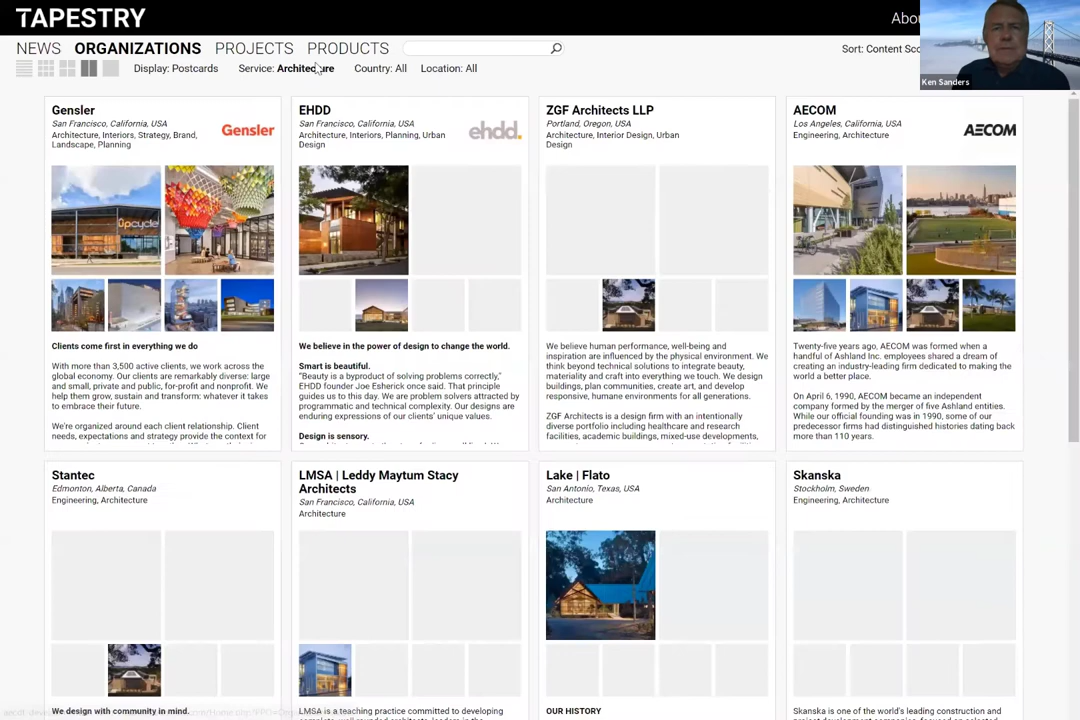 TAPESTRY
Abou
NEWS ORGANIZATIONS PROJECTS PRODUCTS
Sort: Content Sco
Display: Postcards Service: Architecture Country: All Location: All
Ken Sanders
Gensler
San Francisco, California, USA
Architecture, Interiors, Strategy, Brand,
Landscape, Planning
Gensler
Upcycle
Clients come first in everything we do
With more than 3,500 active clients, we work across the
global economy. Our clients are remarkably diverse: large
and small, private and public, for-profit and nonprofit. We
help them grow, sustain and transform: whatever it takes
to embrace their future.
We're organized around each client relationship. Client
needs, expectations and strategy provide the context for
EHDD
San Francisco, California, USA
Architecture, Interiors, Planning, Urban
Design
ehdd.
We believe in the power of design to change the world.
Smart is beautiful.
"Beauty is a byproduct of solving problems correctly,"
EHDD founder Joe Esherick once said. That principle
guides us to this day. We are problem solvers attracted by
programmatic and technical complexity. Our designs are
enduring expressions of our clients' unique values.
Design is sensory.
ZGF Architects LLP
Portland, Oregon, USA
Architecture, Interior Design, Urban
Design
We believe human performance, well-being and
inspiration are influenced by the physical environment. We
think beyond technical solutions to integrate beauty,
materiality and craft into everything we touch. We design
buildings, plan communities, create art, and develop
responsive, humane environments for all generations.
ZGF Architects is a design firm with an intentionally
diverse portfolio including healthcare and research
facilities, academic buildings, mixed-use developments,
AECOM
Los Angeles, California, USA
Engineering, Architecture
AECOM
Twenty-five years ago, AECOM was formed when a
handful of Ashland Inc. employees shared a dream of
creating an industry-leading firm dedicated to making the
world a better place.
On April 6, 1990, AECOM became an independent
company formed by the merger of five Ashland entities.
While our official founding was in 1990, some of our
predecessor firms had distinguished histories dating back
more than 110 years.
Stantec
Edmonton, Alberta, Canada
Engineering, Architecture
We design with community in mind.
LMSA | Leddy Maytum Stacy
Architects
San Francisco, California, USA
Architecture
LMSA is a teaching practice committed to developing
Lake | Flato
San Antonio, Texas, USA
Architecture
OUR HISTORY
Skanska
Stockholm, Sweden
Engineering, Architecture
Skanska is one of the world's leading construction and